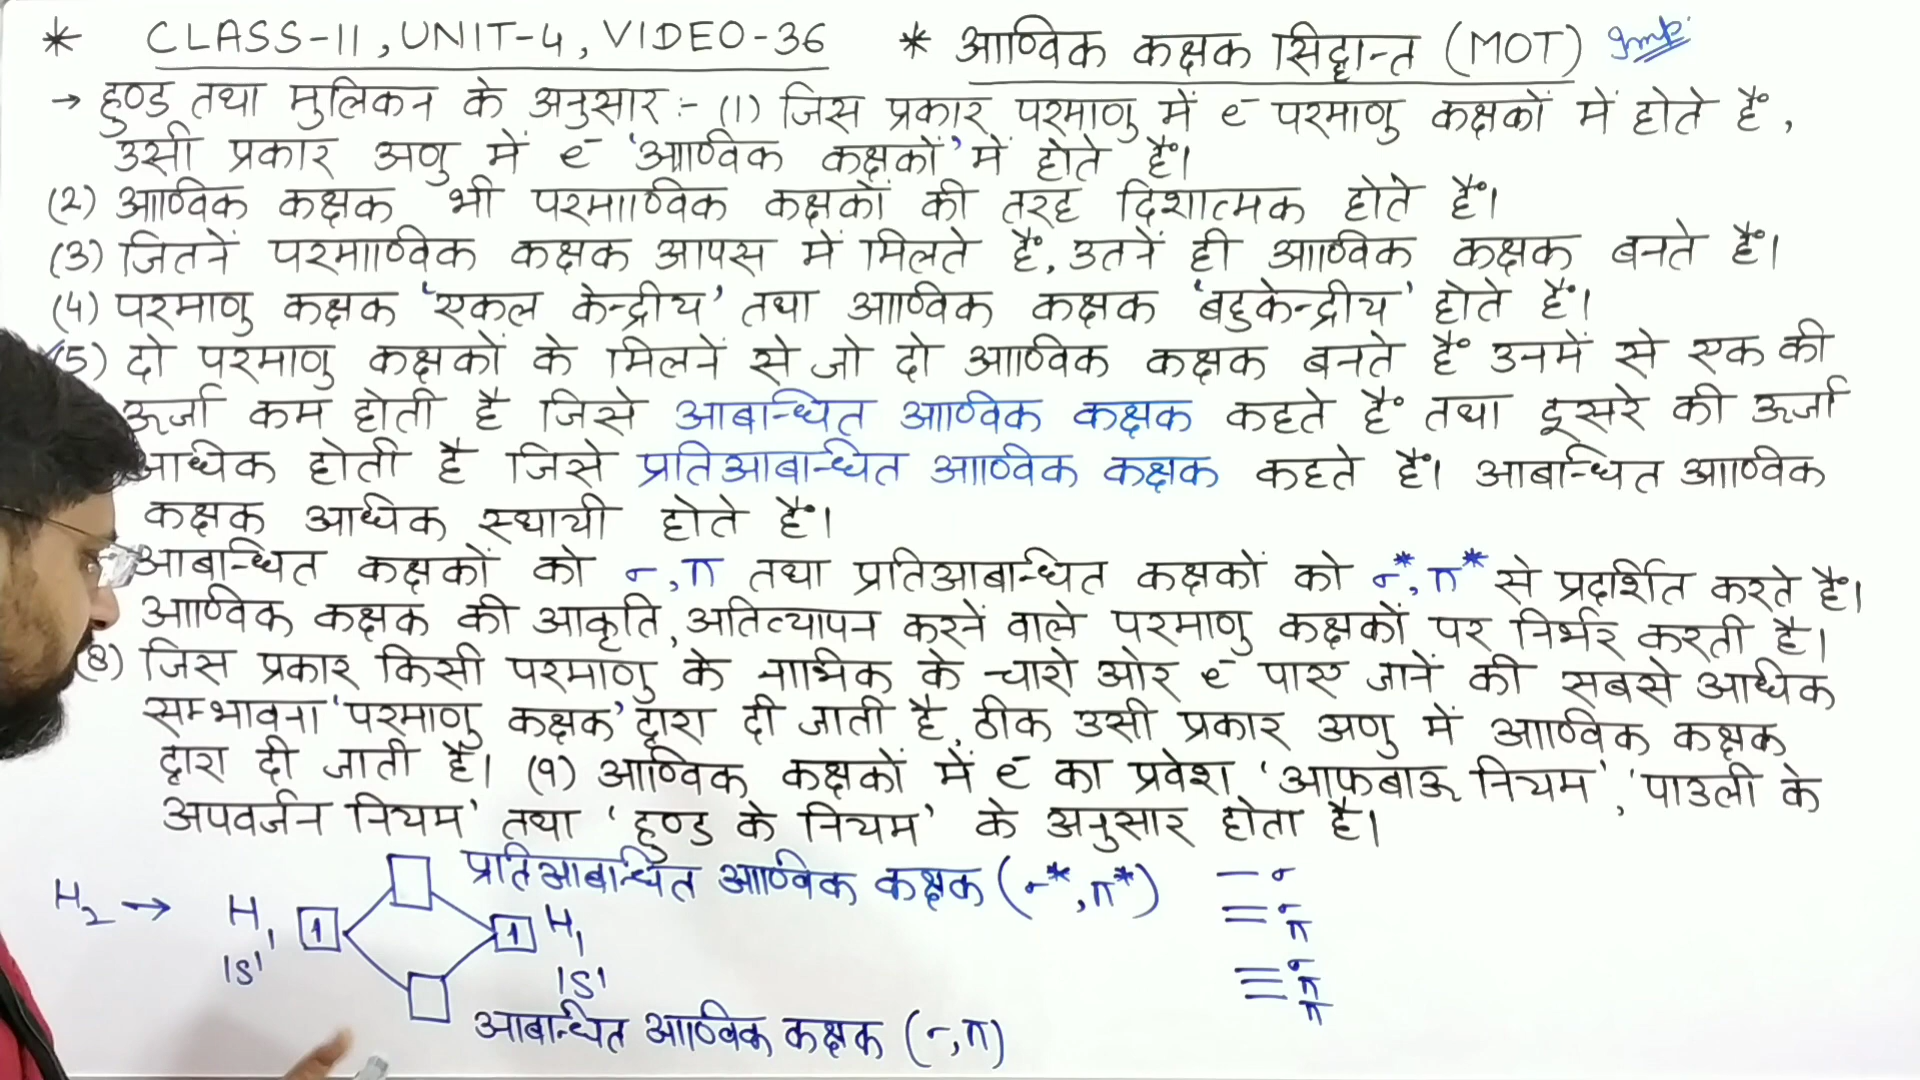 * CLASS-11, UNIT-4, VIDEO-36 * आण्विक कक्षक सिद्धान्त (MOT) Imp.
→ हुण्ड तथा मुलिकन के अनुसार :- (1) जिस प्रकार परमाणु में e⁻ परमाणु कक्षकों में होते हैं,
उसी प्रकार अणु में e⁻ 'आण्विक कक्षकों' में होते हैं।
(2) आण्विक कक्षक भी परमाण्विक कक्षकों की तरह दिशात्मक होते हैं।
(3) जितनें परमाण्विक कक्षक आपस में मिलते हैं, उतनें ही आण्विक कक्षक बनते हैं।
(4) परमाणु कक्षक 'एकल केन्द्रीय' तथा आण्विक कक्षक 'बहुकेन्द्रीय' होते हैं।
(5) दो परमाणु कक्षकों के मिलनें से जो दो आण्विक कक्षक बनते हैं उनमें से एक की
ऊर्जा कम होती है जिसे आबन्धित आण्विक कक्षक कहते हैं तथा दूसरे की ऊर्जा
अधिक होती है जिसे प्रतिआबन्धित आण्विक कक्षक कहते हैं। आबन्धित आण्विक
कक्षक अधिक स्थायी होते हैं।
आबन्धित कक्षकों को σ, π तथा प्रतिआबन्धित कक्षकों को σ*, π* से प्रदर्शित करते हैं।
आण्विक कक्षक की आकृति, अतिव्यापन करनें वाले परमाणु कक्षकों पर निर्भर करती है।
(8) जिस प्रकार किसी परमाणु के नाभिक के चारो ओर e⁻ पाए जानें की सबसे अधिक
सम्भावना 'परमाणु कक्षक' द्वारा दी जाती है, ठीक उसी प्रकार अणु में आण्विक कक्षक
द्वारा दी जाती है। (9) आण्विक कक्षकों में e⁻ का प्रवेश 'आफबाऊ नियम', 'पाउली के
अपवर्जन नियम' तथा 'हुण्ड के नियम' के अनुसार होता है।
प्रतिआबन्धित आण्विक कक्षक (σ*, π*)
H₂ → H, 1s¹ 1 1 H, 1s¹
आबन्धित आण्विक कक्षक (σ, π)
— σ
= σ
π
≡ σ
π
π